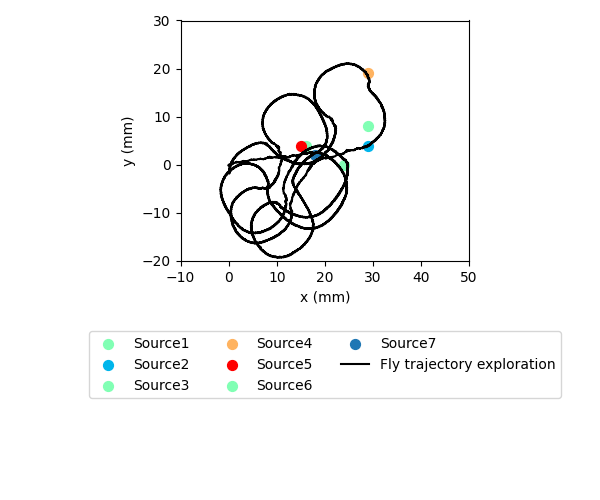 30
20
10
0
−10
−20
y (mm)
−10 0 10 20 30 40 50
x (mm)
Source1 Source4 Source7
Source2 Source5 Fly trajectory exploration
Source3 Source6